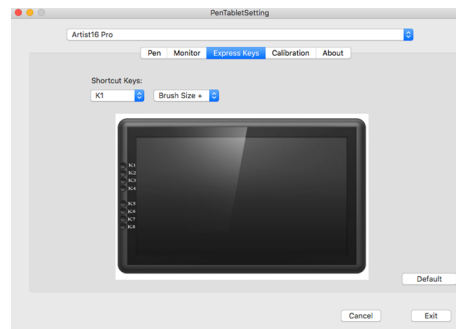 PenTabletSetting
Artist16 Pro
Pen Monitor Express Keys Calibration About
Shortcut Keys:
K1 Brush Size +
K1
K2
K3
K4
K5
K6
K7
K8
Default
Cancel Exit